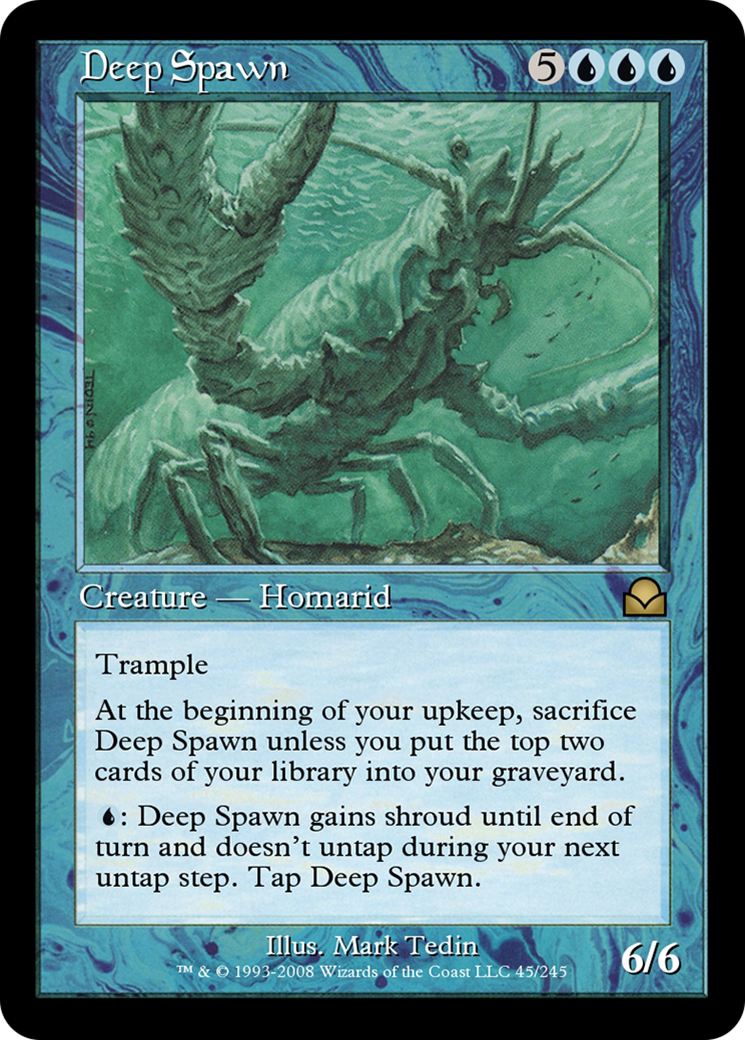 Deep Spawn 5
TEDIN © 94
Creature — Homarid
Trample
At the beginning of your upkeep, sacrifice
Deep Spawn unless you put the top two
cards of your library into your graveyard.
: Deep Spawn gains shroud until end of
turn and doesn't untap during your next
untap step. Tap Deep Spawn.
Illus. Mark Tedin
™ & © 1993-2008 Wizards of the Coast LLC 45/245
6/6